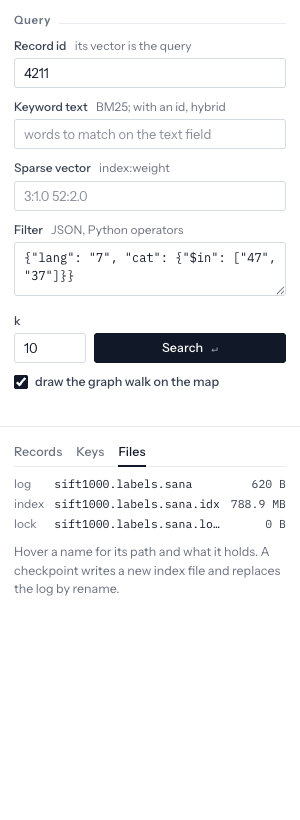 Query
Record id its vector is the query
4211
Keyword text BM25; with an id, hybrid
words to match on the text field
Sparse vector index:weight
3:1.0 52:2.0
Filter JSON, Python operators
{"lang": "7", "cat": {"$in": ["47",
"37"]}}
k
10 Search ↵
draw the graph walk on the map
Records Keys Files
log sift1000.labels.sana 620 B
index sift1000.labels.sana.idx 788.9 MB
lock sift1000.labels.sana.lo… 0 B
Hover a name for its path and what it holds. A
checkpoint writes a new index file and replaces
the log by rename.